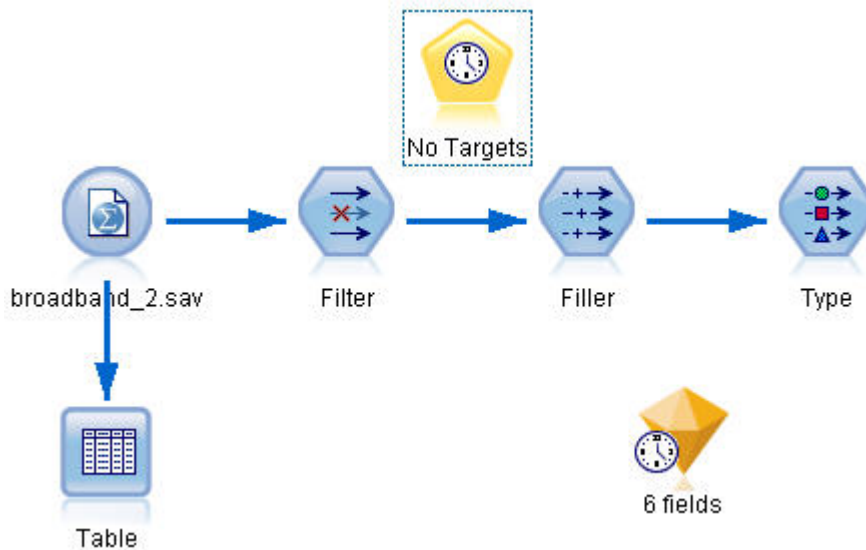 No Targets
broadband_2.sav
Filter
Filler
Type
6 fields
Table